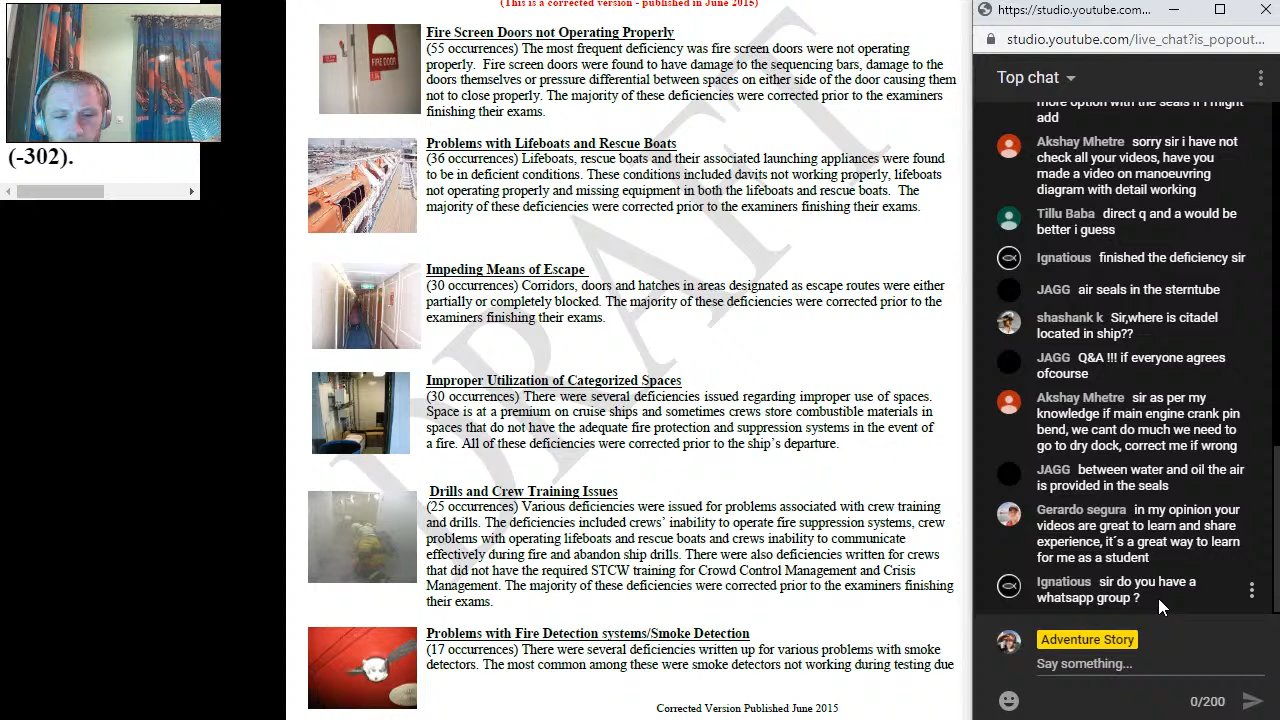 (-302).
(This is a corrected version - published in June 2015)
Fire Screen Doors not Operating Properly
(55 occurrences) The most frequent deficiency was fire screen doors were not operating
properly. Fire screen doors were found to have damage to the sequencing bars, damage to the
doors themselves or pressure differential between spaces on either side of the door causing them
not to close properly. The majority of these deficiencies were corrected prior to the examiners
finishing their exams.
FIRE DOOR
Problems with Lifeboats and Rescue Boats
(36 occurrences) Lifeboats, rescue boats and their associated launching appliances were found
to be in deficient conditions. These conditions included davits not working properly, lifeboats
not operating properly and missing equipment in both the lifeboats and rescue boats. The
majority of these deficiencies were corrected prior to the examiners finishing their exams.
Impeding Means of Escape
(30 occurrences) Corridors, doors and hatches in areas designated as escape routes were either
partially or completely blocked. The majority of these deficiencies were corrected prior to the
examiners finishing their exams.
Improper Utilization of Categorized Spaces
(30 occurrences) There were several deficiencies issued regarding improper use of spaces.
Space is at a premium on cruise ships and sometimes crews store combustible materials in
spaces that do not have the adequate fire protection and suppression systems in the event of
a fire. All of these deficiencies were corrected prior to the ship's departure.
Drills and Crew Training Issues
(25 occurrences) Various deficiencies were issued for problems associated with crew training
and drills. The deficiencies included crews' inability to operate fire suppression systems, crew
problems with operating lifeboats and rescue boats and crews inability to communicate
effectively during fire and abandon ship drills. There were also deficiencies written for crews
that did not have the required STCW training for Crowd Control Management and Crisis
Management. The majority of these deficiencies were corrected prior to the examiners finishing
their exams.
Problems with Fire Detection systems/Smoke Detection
(17 occurrences) There were several deficiencies written up for various problems with smoke
detectors. The most common among these were smoke detectors not working during testing due
Corrected Version Published June 2015
DRAFT
https://studio.youtube.com...
studio.youtube.com/live_chat?is_popout...
Top chat
more option with the seals if i might
add
Akshay Mhetre sorry sir i have not
check all your videos, have you
made a video on manoeuvring
diagram with detail working
Tillu Baba direct q and a would be
better i guess
Ignatious finished the deficiency sir
JAGG air seals in the sterntube
shashank k Sir,where is citadel
located in ship??
JAGG Q&A !!! if everyone agrees
ofcourse
Akshay Mhetre sir as per my
knowledge if main engine crank pin
bend, we cant do much we need to
go to dry dock, correct me if wrong
JAGG between water and oil the air
is provided in the seals
Gerardo segura in my opinion your
videos are great to learn and share
experience, it´s a great way to learn
for me as a student
Ignatious sir do you have a
whatsapp group ?
Adventure Story
Say something...
0/200